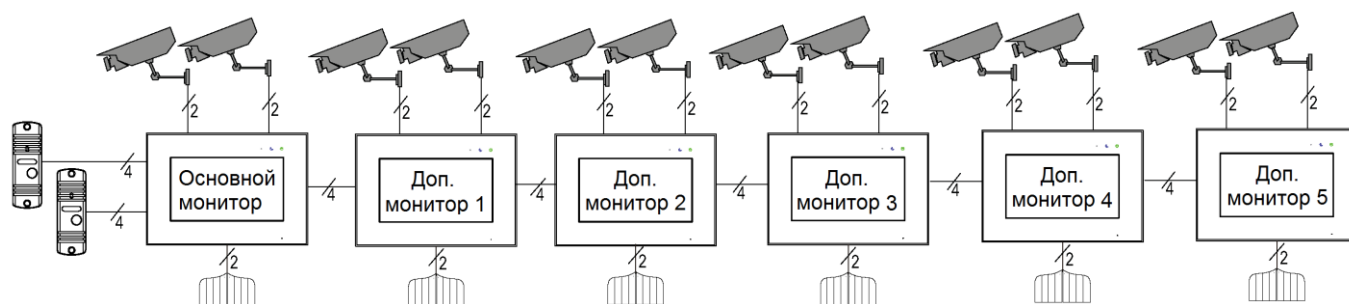 2 2 2 2 2 2 2 2 2 2 2 2
4
4
Основной
монитор
4
Доп.
монитор 1
4
Доп.
монитор 2
4
Доп.
монитор 3
4
Доп.
монитор 4
4
Доп.
монитор 5
2 2 2 2 2 2